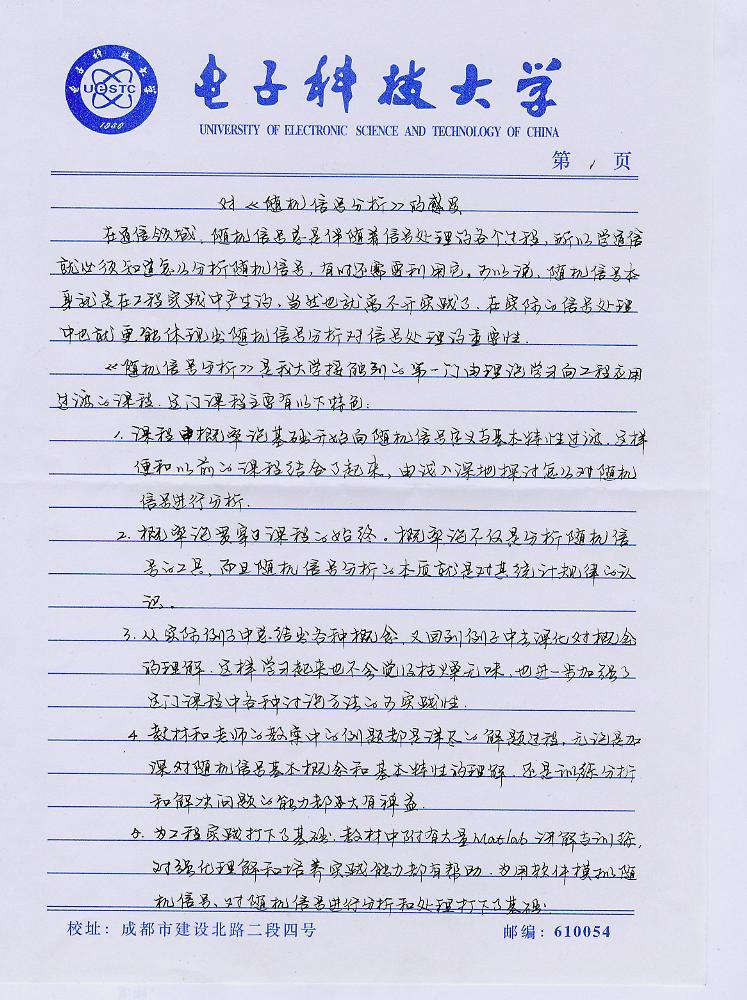 电子科技大学
UESTC
1956
电子科技大学
UNIVERSITY OF ELECTRONIC SCIENCE AND TECHNOLOGY OF CHINA
第 1 页
对《随机信号分析》的感受
在通信领域，随机信号总是伴随着信号处理的各个过程，所以学通信
就必须知道怎么分析随机信号，有时还需要利用它。可以说，随机信号本
身就是在工程实践中产生的，当然也就离不开实践了，在实际的信号处理
中也就更能体现出随机信号分析对信号处理的重要性。
《随机信号分析》是我大学接触到的第一门由理论学习向工程应用
过渡的课程。这门课程主要有以下特色：
1. 课程由概率论基础开始向随机信号定义与基本特性过渡，这样
便和以前的课程结合了起来，由浅入深地探讨怎么对随机
信号进行分析。
2. 概率论贯穿课程的始终。概率论不仅是分析随机信
号的工具，而且随机信号分析的本质就是对其统计规律的认
识。
3. 从实际例子中总结出各种概念，又回到例子中去深化对概念
的理解。这样学习起来也不会觉得枯燥无味，也进一步加强了
这门课程中各种讨论方法的实践性。
4. 教材和老师的教案中的例题都是详尽的解题过程，无论是加
深对随机信号基本概念和基本特性的理解，还是训练分析
和解决问题的能力都大有裨益。
5. 为工程实践打下了基础。教材中附有大量Matlab讲解与训练，
对强化理解和培养实践能力都有帮助，为用软件模拟随
机信号、对随机信号进行分析和处理打下了基础。
校址：成都市建设北路二段四号 邮编：610054